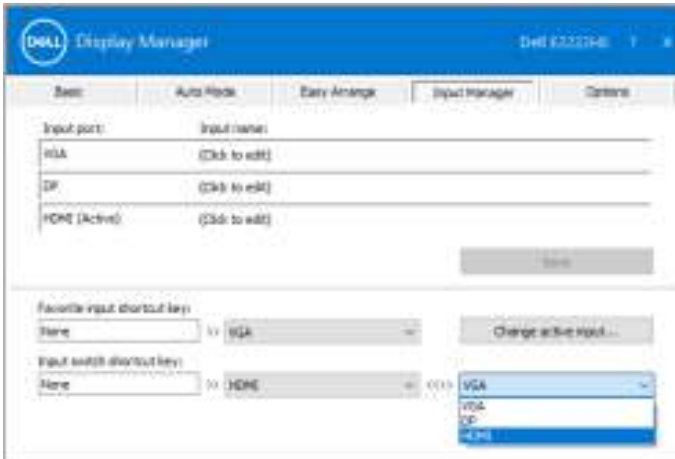 DELL Display Manager Dell
Basic Auto Mode Easy Arrange Input Manager Options
Input port: Input name:
VGA (Click to edit)
DP (Click to edit)
HDMI (Active) (Click to edit)
Favorite input shortcut key:
None >> VGA Change active input...
Input switch shortcut key:
None >> HDMI <<>> VGA
VGA
DP
HDMI